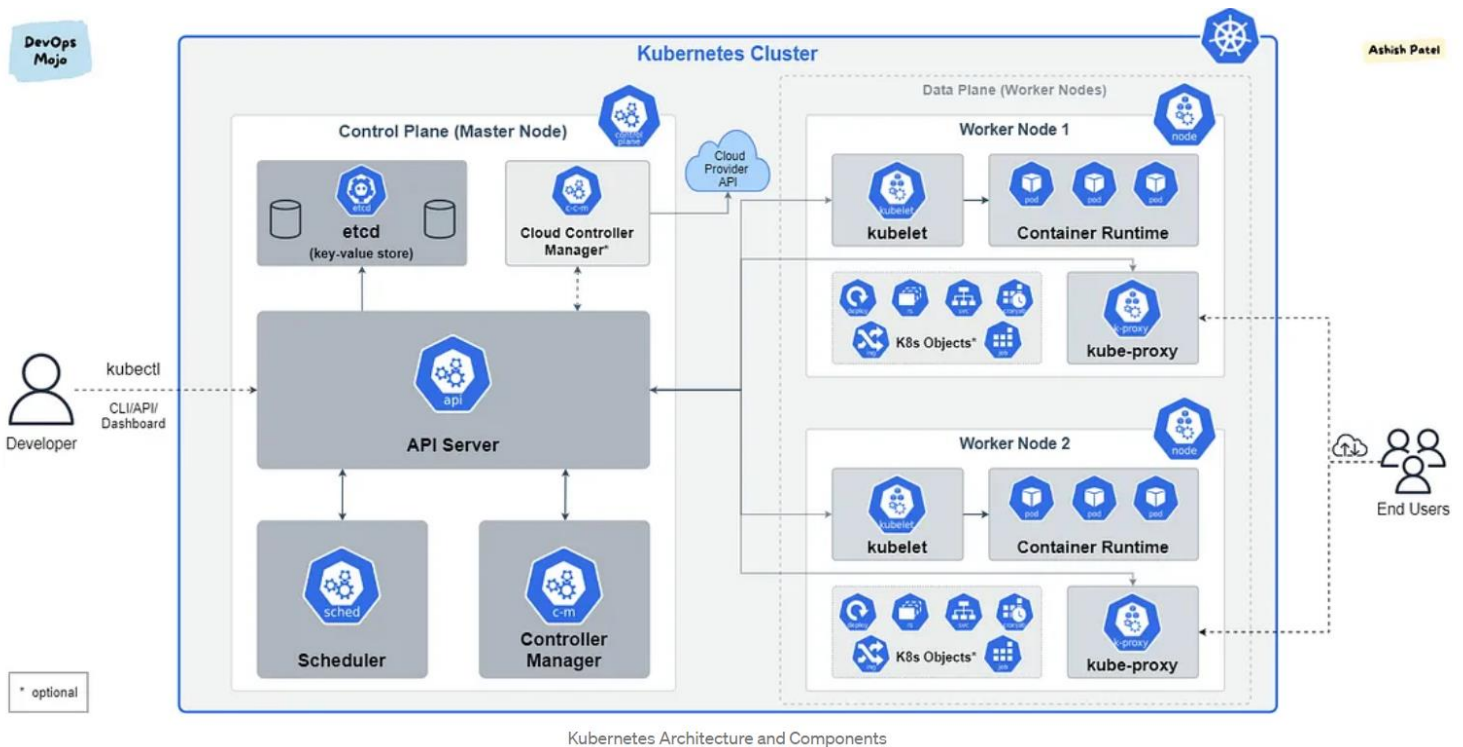 DevOps
Mojo
Kubernetes Cluster
Ashish Patel
Control Plane (Master Node)
control
plane
etcd
etcd
(key-value store)
c-c-m
Cloud Controller
Manager*
Cloud
Provider
API
kubectl
CLI/API/
Dashboard
Developer
api
API Server
sched
Scheduler
c-m
Controller
Manager
Data Plane (Worker Nodes)
Worker Node 1
node
kubelet
kubelet
pod
pod
pod
Container Runtime
deploy
rs
svc
cronjob
ing
K8s Objects*
job
k-proxy
kube-proxy
Worker Node 2
node
kubelet
kubelet
pod
pod
pod
Container Runtime
deploy
rs
svc
cronjob
ing
K8s Objects*
job
k-proxy
kube-proxy
End Users
* optional
Kubernetes Architecture and Components